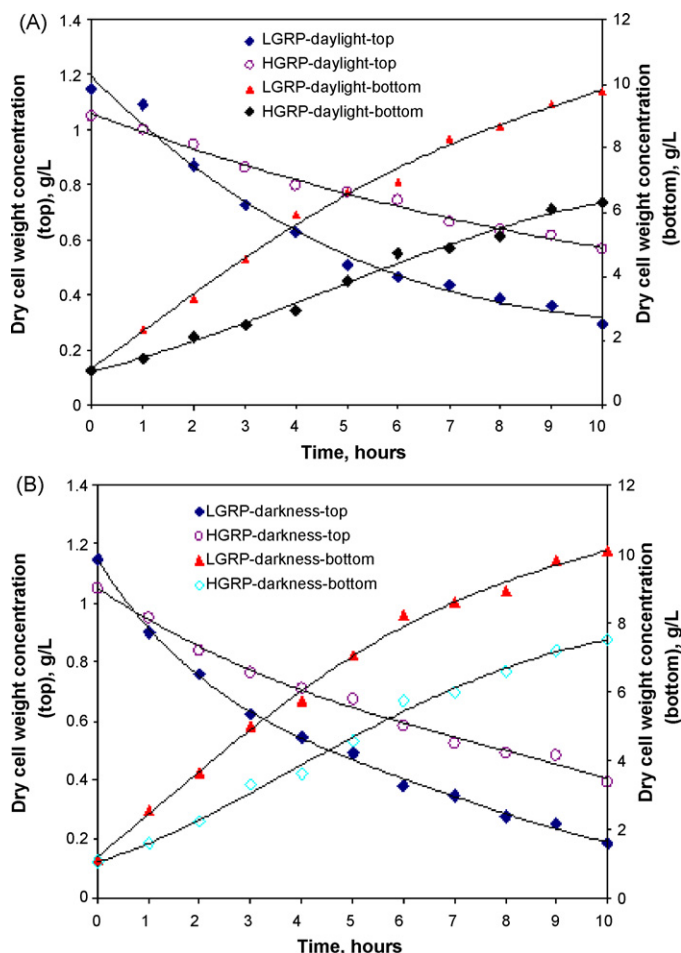 (A)
1.4
12
LGRP-daylight-top
HGRP-daylight-top
LGRP-daylight-bottom
HGRP-daylight-bottom
1.2
10
1
8
0.8
6
0.6
4
0.4
2
0.2
0
0
0 1 2 3 4 5 6 7 8 9 10
Time, hours
Dry cell weight concentration
(top), g/L
Dry cell weight concentration
(bottom), g/L
(B)
1.4
12
LGRP-darkness-top
HGRP-darkness-top
LGRP-darkness-bottom
HGRP-darkness-bottom
1.2
10
1
8
0.8
6
0.6
4
0.4
2
0.2
0
0
0 1 2 3 4 5 6 7 8 9 10
Time, hours
Dry cell weight concentration
(top), g/L
Dry cell weight concentration
(bottom), g/L